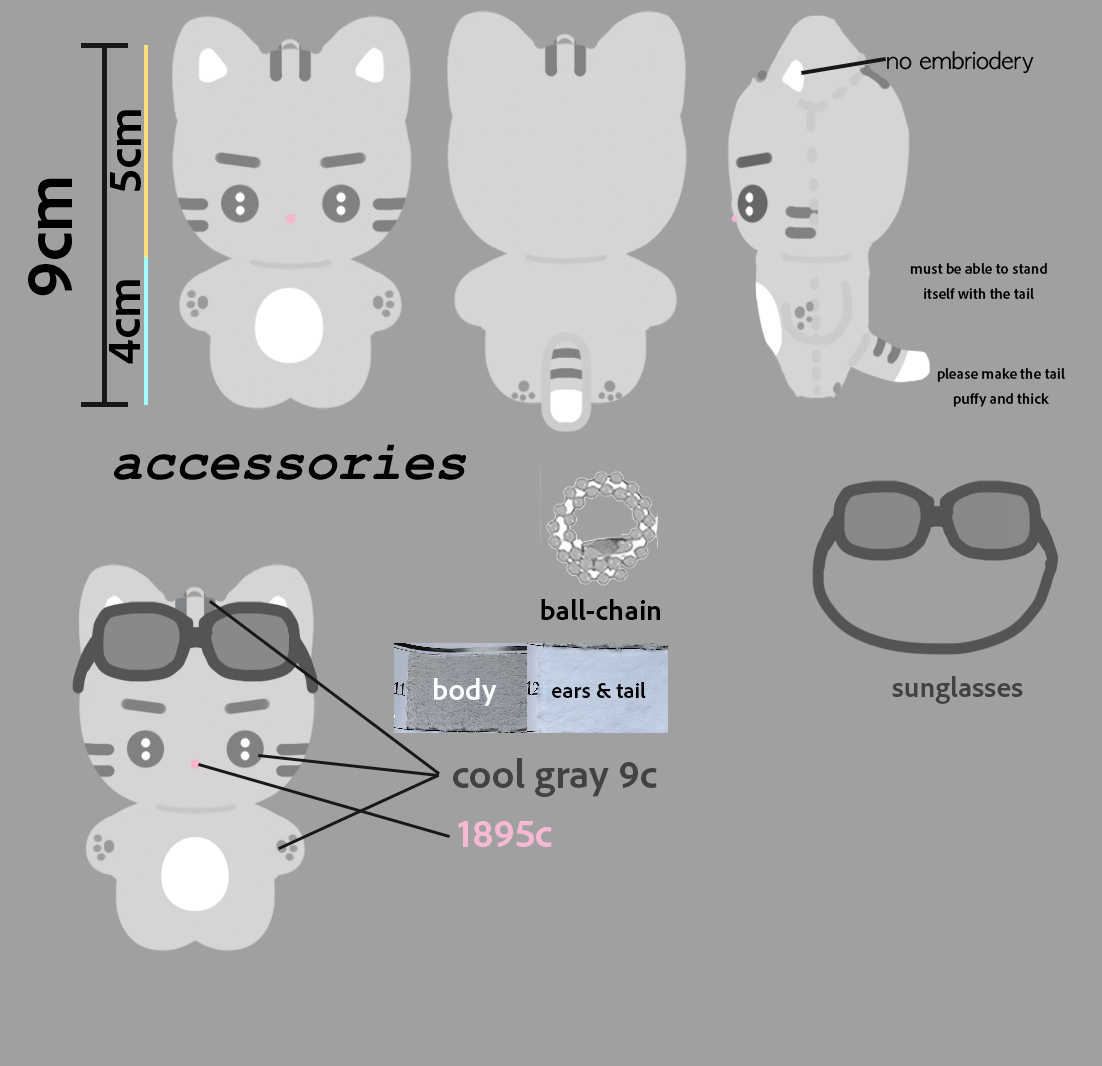 no embriodery
5cm
9cm
4cm
must be able to stand
itself with the tail
please make the tail
puffy and thick
accessories
ball-chain
11
body
12
ears & tail
sunglasses
cool gray 9c
1895c